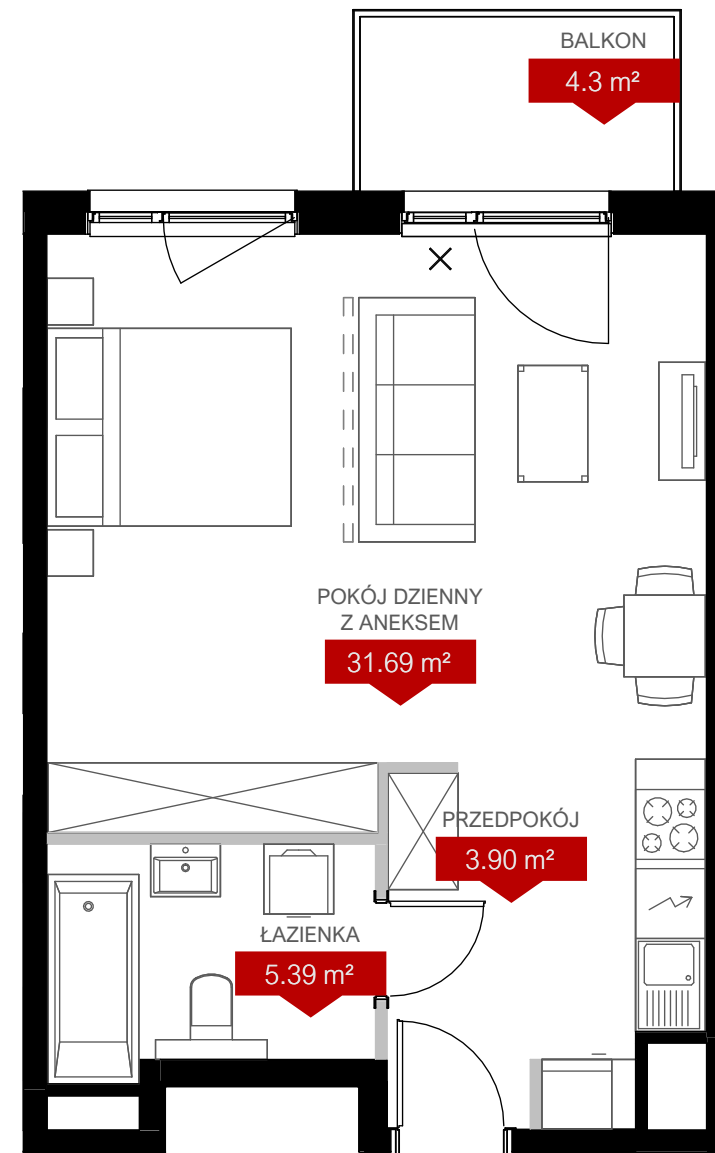 BALKON
4.3 m²
POKÓJ DZIENNY
Z ANEKSEM
31.69 m²
PRZEDPOKÓJ
3.90 m²
ŁAZIENKA
5.39 m²